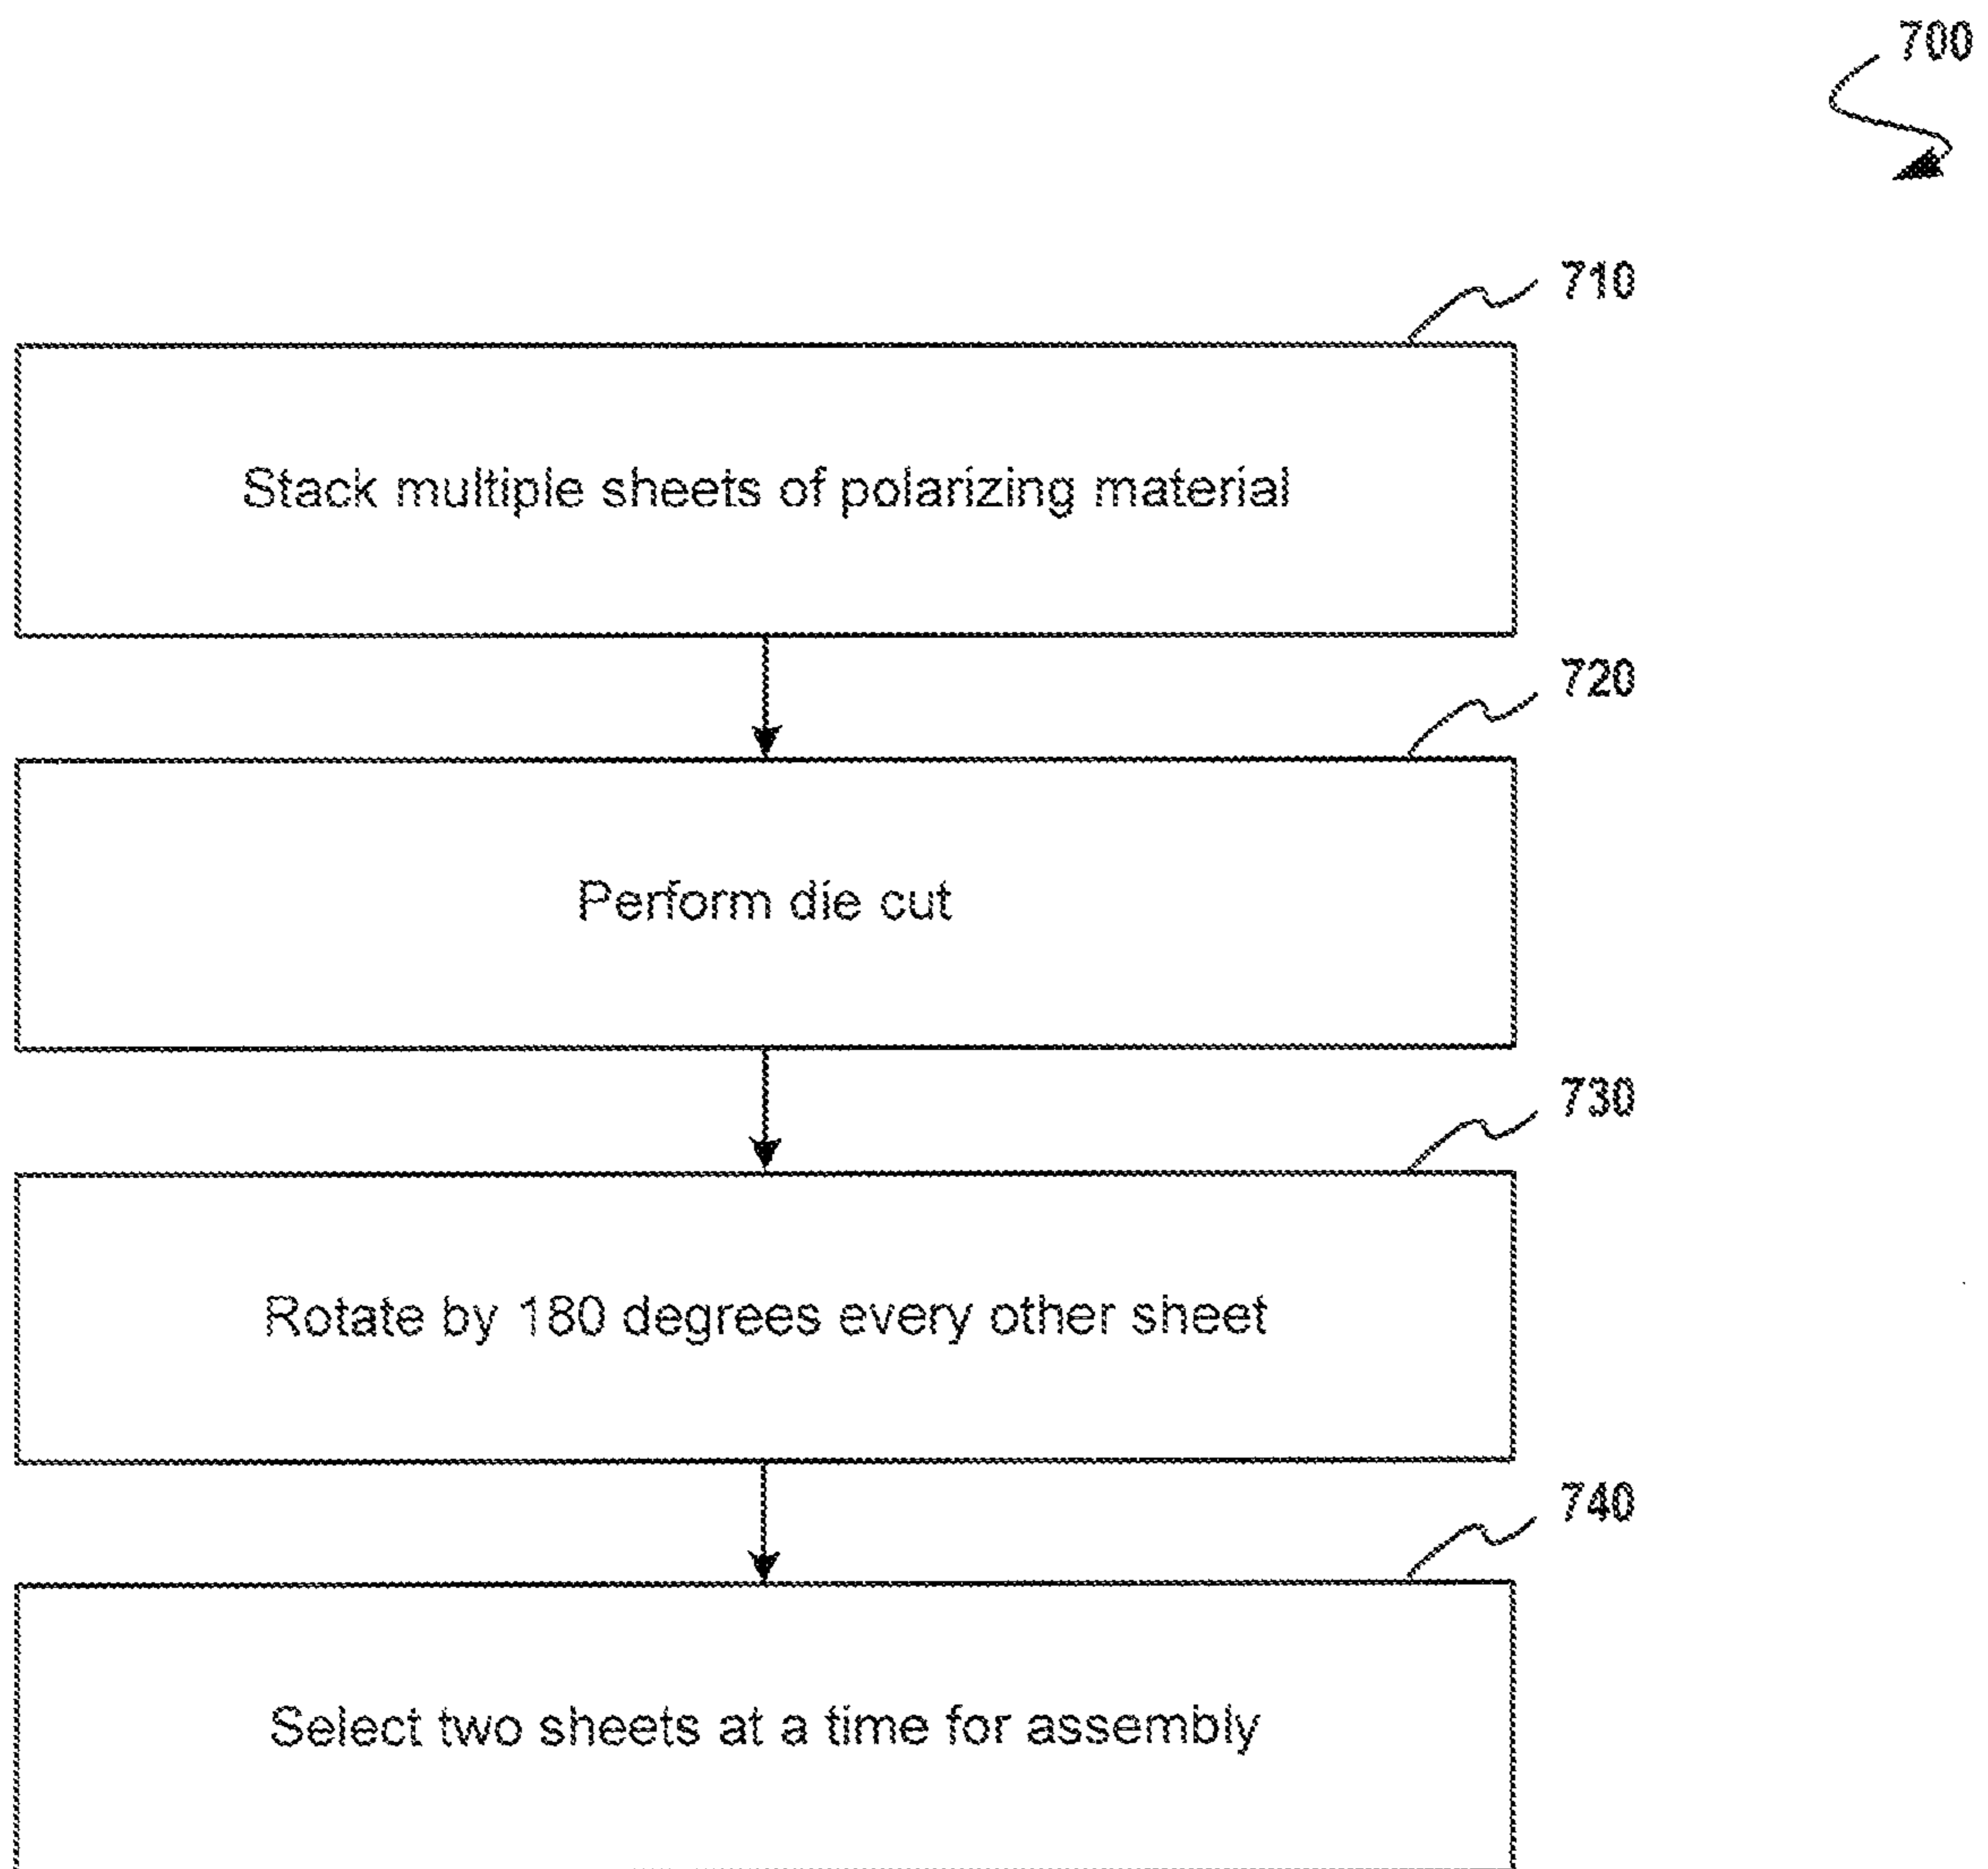 700
710
Stack multiple sheets of polarizing material
720
Perform die cut
730
Rotate by 180 degrees every other sheet
740
Select two sheets at a time for assembly